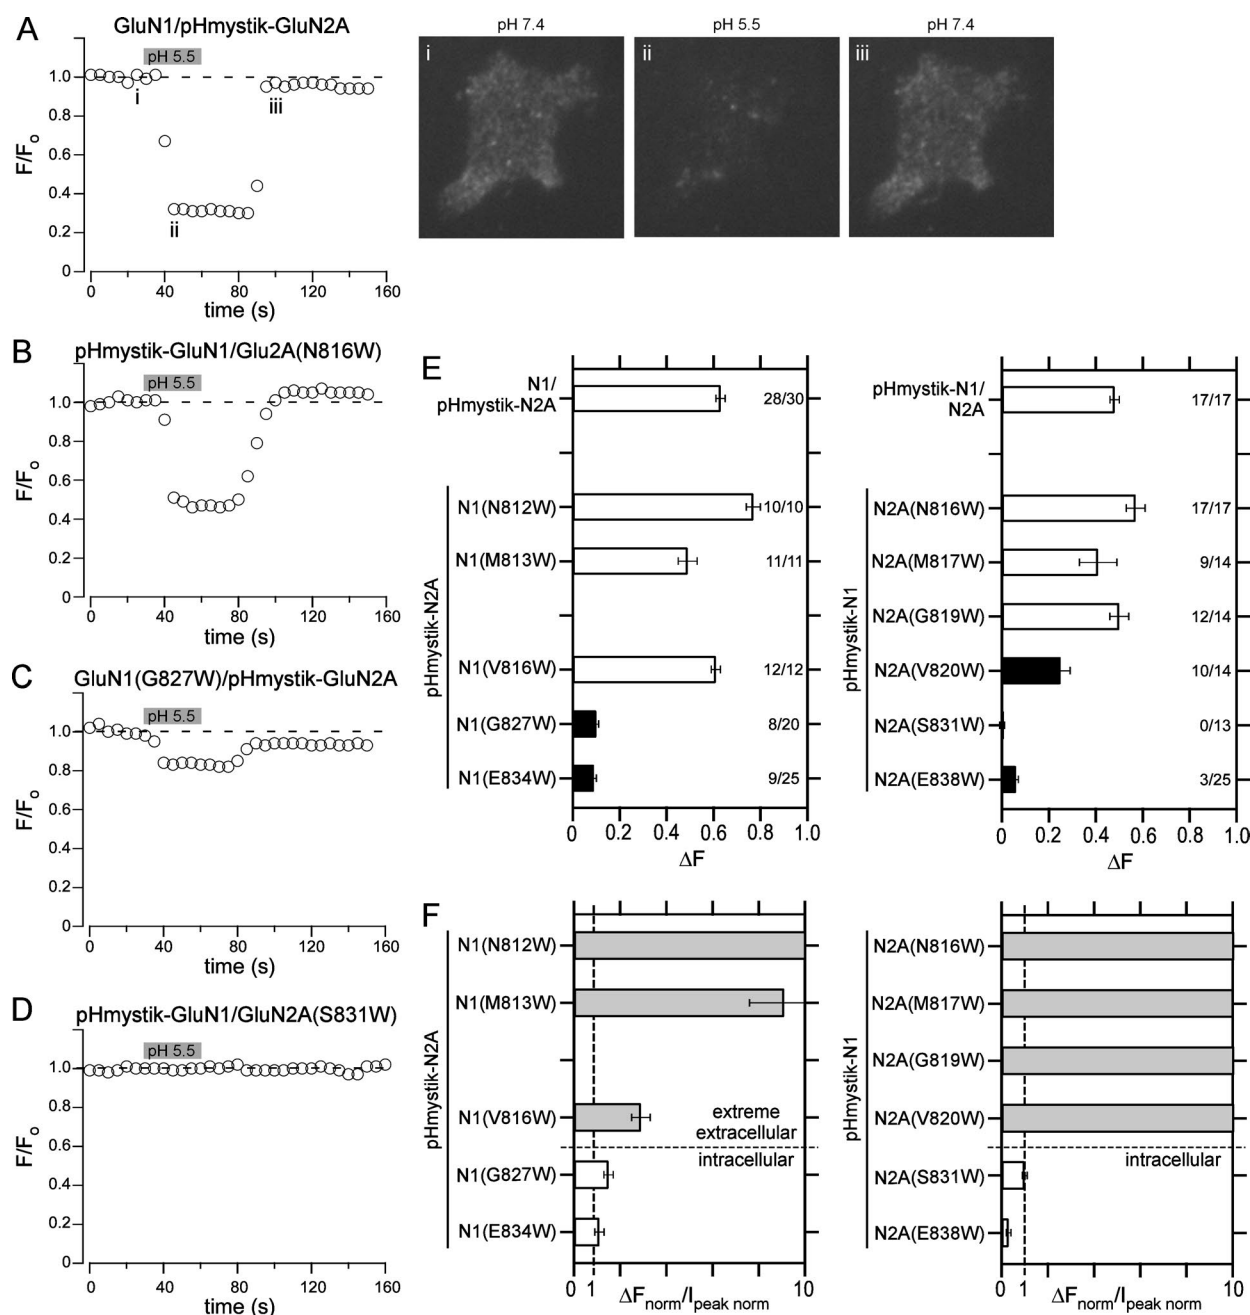 A
GluN1/pHmystik-GluN2A
pH 5.5
1.0
0.8
0.6
0.4
0.2
0
F/Fo
i
ii
iii
0 40 80 120 160
time (s)
pH 7.4
i
pH 5.5
ii
pH 7.4
iii
B
pHmystik-GluN1/Glu2A(N816W)
pH 5.5
1.0
0.8
0.6
0.4
0.2
0
F/Fo
0 40 80 120 160
time (s)
C
GluN1(G827W)/pHmystik-GluN2A
pH 5.5
1.0
0.8
0.6
0.4
0.2
0
F/Fo
0 40 80 120 160
time (s)
D
pHmystik-GluN1/GluN2A(S831W)
pH 5.5
1.0
0.8
0.6
0.4
0.2
0
F/Fo
0 40 80 120 160
time (s)
E
N1/
pHmystik-N2A
28/30
pHmystik-N2A
N1(N812W) 10/10
N1(M813W) 11/11
N1(V816W) 12/12
N1(G827W) 8/20
N1(E834W) 9/25
0 0.2 0.4 0.6 0.8 1.0
ΔF
pHmystik-N1/
N2A
17/17
pHmystik-N1
N2A(N816W) 17/17
N2A(M817W) 9/14
N2A(G819W) 12/14
N2A(V820W) 10/14
N2A(S831W) 0/13
N2A(E838W) 3/25
0 0.2 0.4 0.6 0.8 1.0
ΔF
F
pHmystik-N2A
N1(N812W)
N1(M813W)
N1(V816W)
extreme
extracellular
intracellular
N1(G827W)
N1(E834W)
0 1 10
ΔFnorm/Ipeak norm
pHmystik-N1
N2A(N816W)
N2A(M817W)
N2A(G819W)
N2A(V820W)
intracellular
N2A(S831W)
N2A(E838W)
0 1 10
ΔFnorm/Ipeak norm